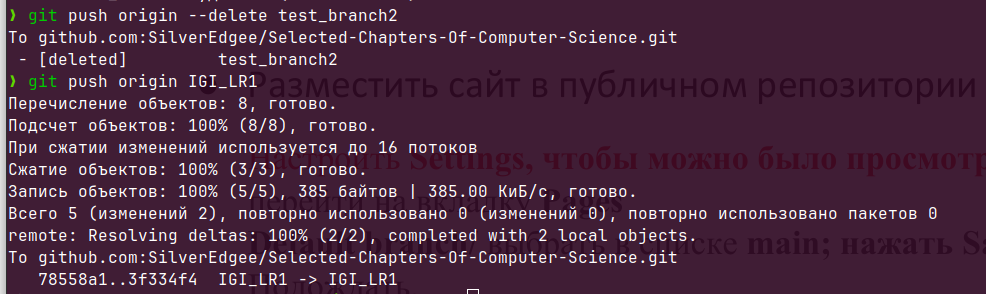 ❯ git push origin --delete test_branch2
To github.com:SilverEdgee/Selected-Chapters-Of-Computer-Science.git
 - [deleted]         test_branch2
❯ git push origin IGI_LR1
Перечисление объектов: 8, готово.
• Разместить сайт в публичном репозитории
Подсчет объектов: 100% (8/8), готово.
При сжатии изменений используется до 16 потоков
Настроить Settings, чтобы можно было просмотр
Сжатие объектов: 100% (3/3), готово.
Запись объектов: 100% (5/5), 385 байтов | 385.00 КиБ/с, готово.
перейти на вкладку Pages
Всего 5 (изменений 2), повторно использовано 0 (изменений 0), повторно использовано пакетов 0
remote: Resolving deltas: 100% (2/2), completed with 2 local objects.
выбрать в списке main; нажать Sa
To github.com:SilverEdgee/Selected-Chapters-Of-Computer-Science.git
   78558a1..3f334f4  IGI_LR1 -> IGI_LR1
Подождать